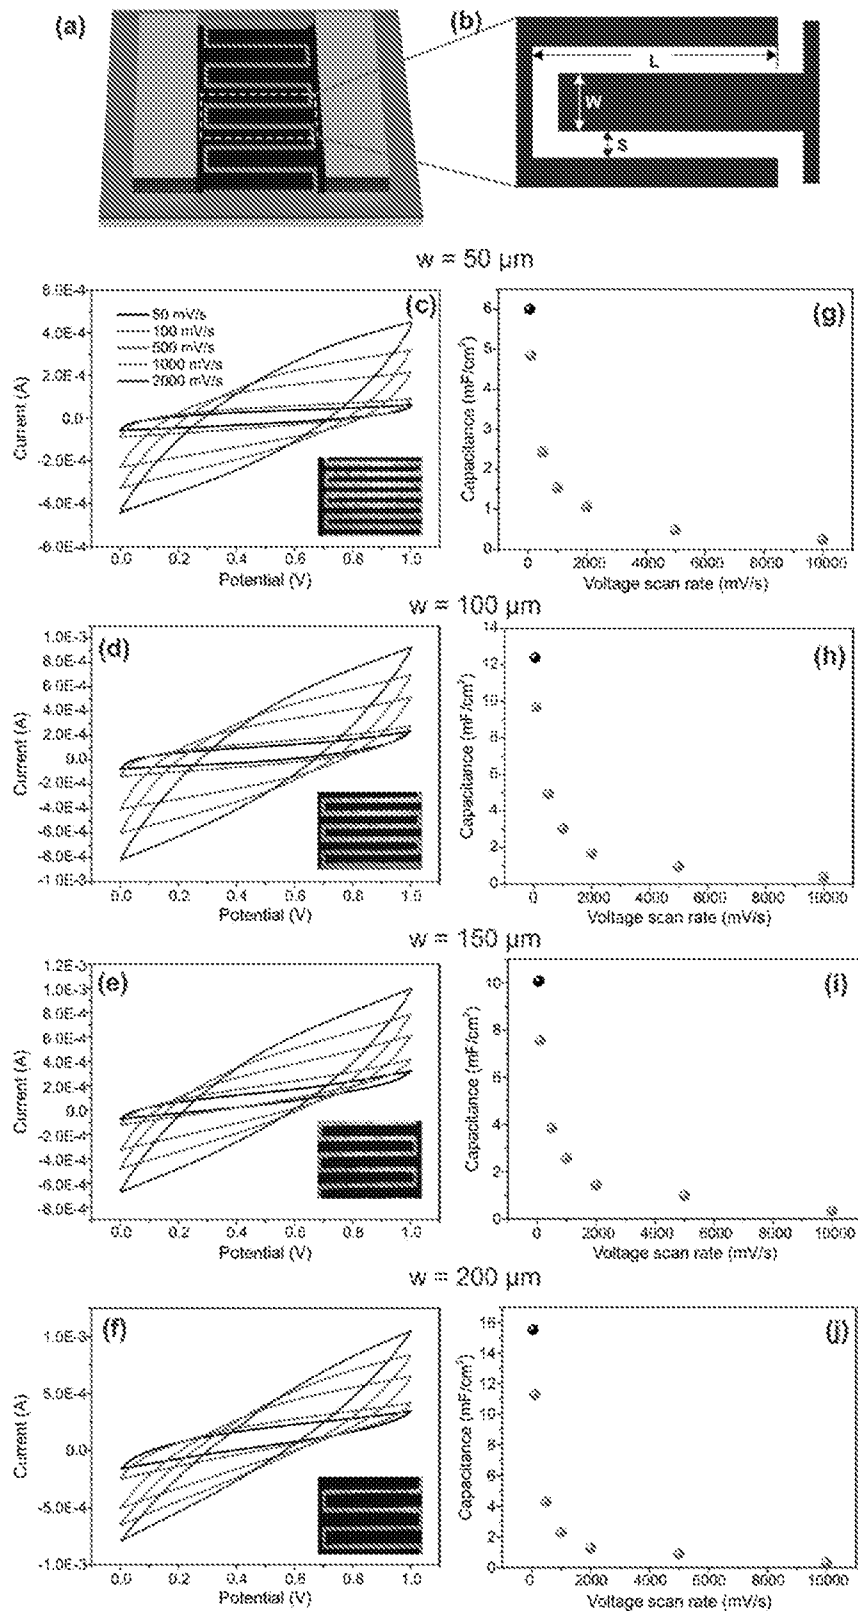 (a)
(b)
L
W
S
w = 50 µm
(c)
6.0E-4
4.0E-4
2.0E-4
0.0
-2.0E-4
-4.0E-4
-6.0E-4
50 mV/s
100 mV/s
500 mV/s
1000 mV/s
2000 mV/s
Current (A)
0.0 0.2 0.4 0.6 0.8 1.0
Potential (V)
(g)
6
5
4
3
2
1
0
Capacitance (mF/cm²)
0 2000 4000 6000 8000 10000
Voltage scan rate (mV/s)
w = 100 µm
(d)
1.0E-3
8.0E-4
6.0E-4
4.0E-4
2.0E-4
0.0
-2.0E-4
-4.0E-4
-6.0E-4
-8.0E-4
-1.0E-3
Current (A)
0.0 0.2 0.4 0.6 0.8 1.0
Potential (V)
(h)
14
12
10
8
6
4
2
0
Capacitance (mF/cm²)
0 2000 4000 6000 8000 10000
Voltage scan rate (mV/s)
w = 150 µm
(e)
1.2E-3
1.0E-3
8.0E-4
6.0E-4
4.0E-4
2.0E-4
0.0
-2.0E-4
-4.0E-4
-6.0E-4
-8.0E-4
Current (A)
0.0 0.2 0.4 0.6 0.8 1.0
Potential (V)
(i)
10
8
6
4
2
0
Capacitance (mF/cm²)
0 2000 4000 6000 8000 10000
Voltage scan rate (mV/s)
w = 200 µm
(f)
1.0E-3
5.0E-4
0.0
-5.0E-4
-1.0E-3
Current (A)
0.0 0.2 0.4 0.6 0.8 1.0
Potential (V)
(j)
16
14
12
10
8
6
4
2
0
Capacitance (mF/cm²)
0 2000 4000 6000 8000 10000
Voltage scan rate (mV/s)